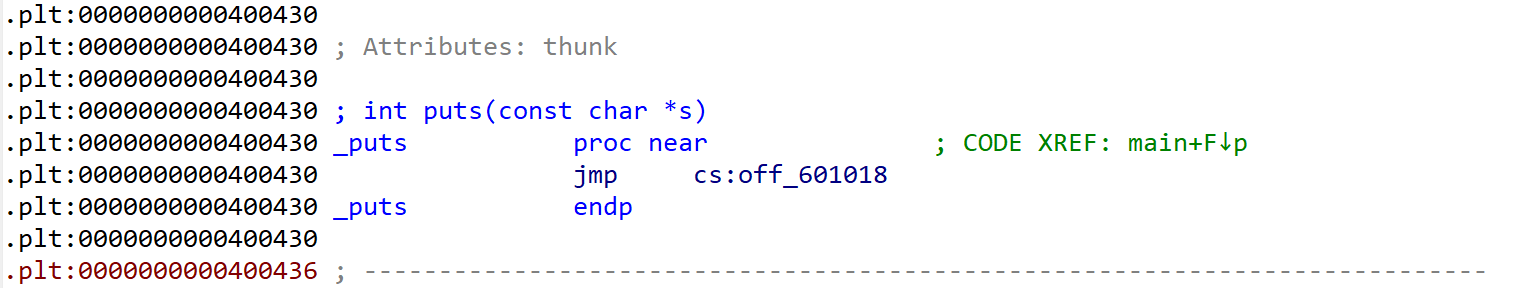 .plt:0000000000400430
.plt:0000000000400430 ; Attributes: thunk
.plt:0000000000400430
.plt:0000000000400430 ; int puts(const char *s)
.plt:0000000000400430 _puts           proc near               ; CODE XREF: main+F↓p
.plt:0000000000400430                 jmp     cs:off_601018
.plt:0000000000400430 _puts           endp
.plt:0000000000400430
.plt:0000000000400436 ; ---------------------------------------------------------------------------